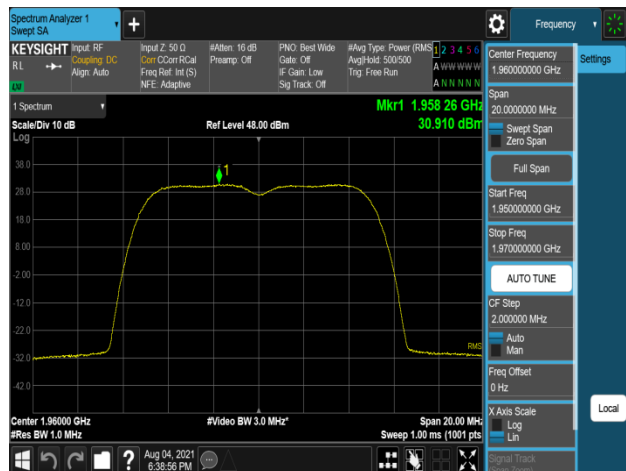 Spectrum Analyzer 1
Swept SA
Frequency
KEYSIGHT
RL
Input: RF
Coupling: DC
Align: Auto
Input Z: 50 Ω
Corr CCorr RCal
Freq Ref: Int (S)
NFE: Adaptive
#Atten: 16 dB
Preamp: Off
PNO: Best Wide
Gate: Off
IF Gain: Low
Sig Track: Off
#Avg Type: Power (RMS
Avg|Hold: 500/500
Trig: Free Run
1 2 3 4 5 6
A W W W W W
A N N N N N
1 Spectrum
Scale/Div 10 dB
Log
Ref Level 48.00 dBm
Mkr1 1.958 26 GHz
30.910 dBm
1
38.0
28.0
18.0
8.00
-2.00
-12.0
-22.0
-32.0
-42.0
RMS
Center 1.96000 GHz
#Res BW 1.0 MHz
#Video BW 3.0 MHz*
Span 20.00 MHz
Sweep 1.00 ms (1001 pts
?
Aug 04, 2021
6:38:56 PM
Center Frequency
1.960000000 GHz
Settings
Span
20.0000000 MHz
Swept Span
Zero Span
Full Span
Start Freq
1.950000000 GHz
Stop Freq
1.970000000 GHz
AUTO TUNE
CF Step
2.000000 MHz
Auto
Man
Freq Offset
0 Hz
X Axis Scale
Log
Lin
Local
Signal Track